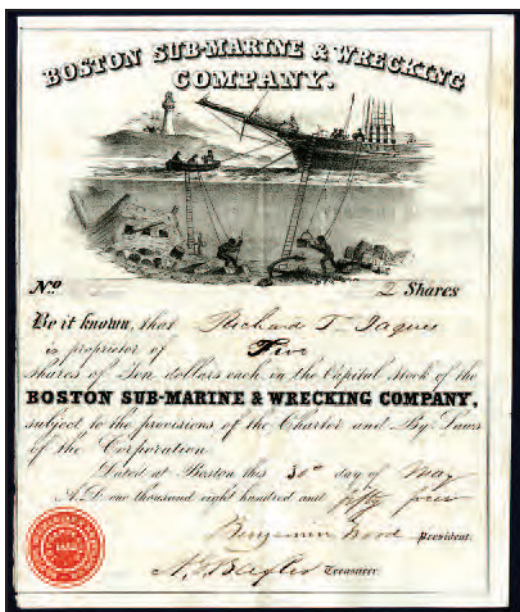 BOSTON SUB-MARINE & WRECKING
COMPANY.
No 2 Shares
Be it known, that Richard T. Jaques
is proprietor of
shares of Ten dollars each in the Capital Stock of the
BOSTON SUB-MARINE & WRECKING COMPANY,
subject to the provisions of the Charter and By-Laws
of the Corporation.
Dated at Boston this day of May
A.D. one thousand eight hundred and fifty four
Benjamin President.
Treasurer.